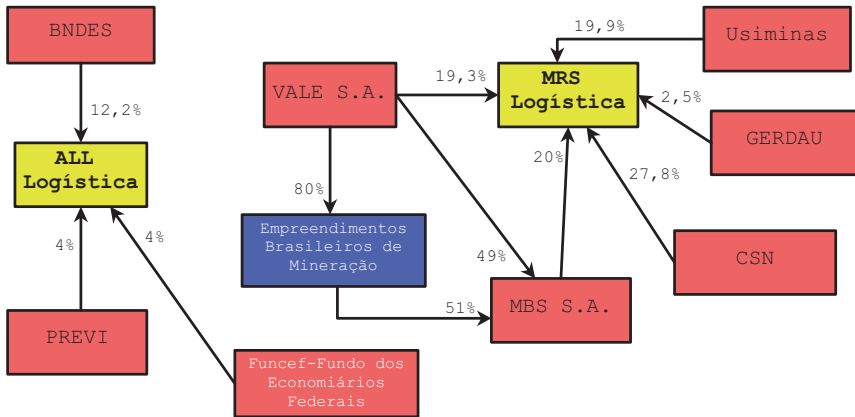 BNDES
12,2%
ALL
Logística
4%
4%
PREVI
Funcef-Fundo dos
Economiários
Federais
VALE S.A.
19,3%
80%
Empreendimentos
Brasileiros de
Mineração
49%
51%
MBS S.A.
20%
MRS
Logística
19,9%
Usiminas
2,5%
GERDAU
27,8%
CSN